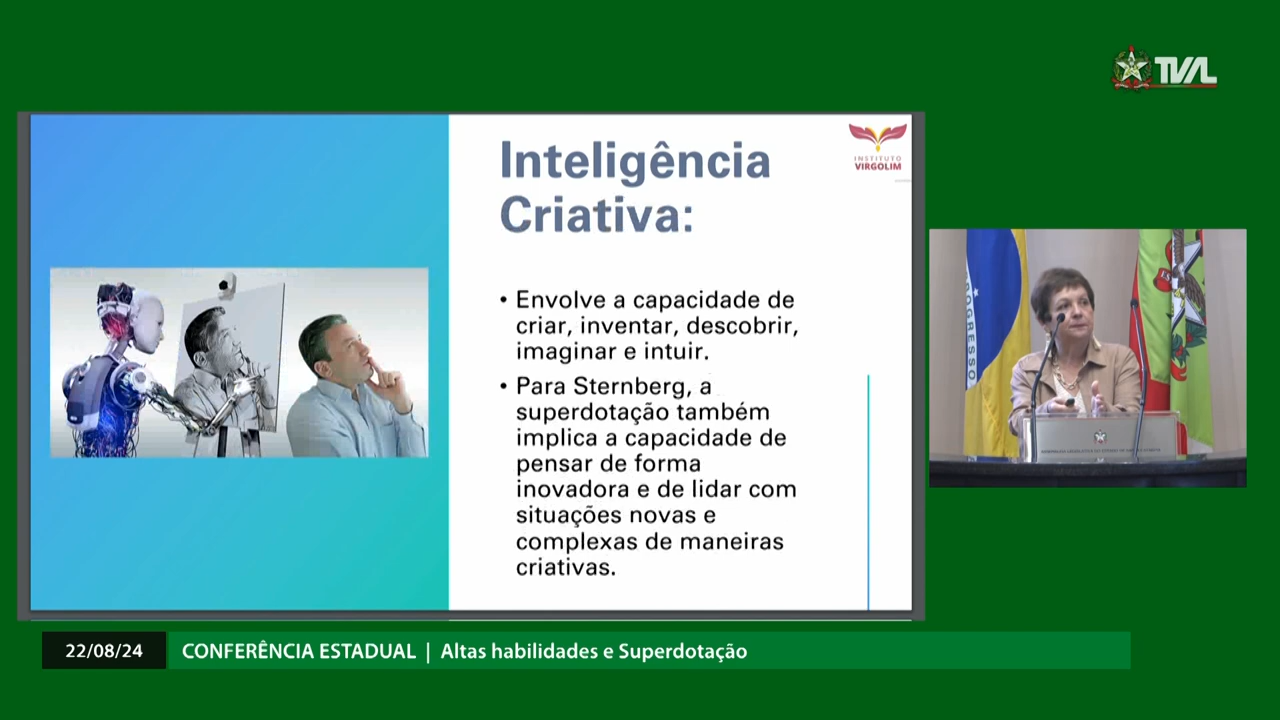 TVAL
INSTITUTO
VIRGOLIM
Inteligência
Criativa:
• Envolve a capacidade de
criar, inventar, descobrir,
imaginar e intuir.
• Para Sternberg, a
superdotação também
implica a capacidade de
pensar de forma
inovadora e de lidar com
situações novas e
complexas de maneiras
criativas.
22/08/24
CONFERÊNCIA ESTADUAL | Altas habilidades e Superdotação